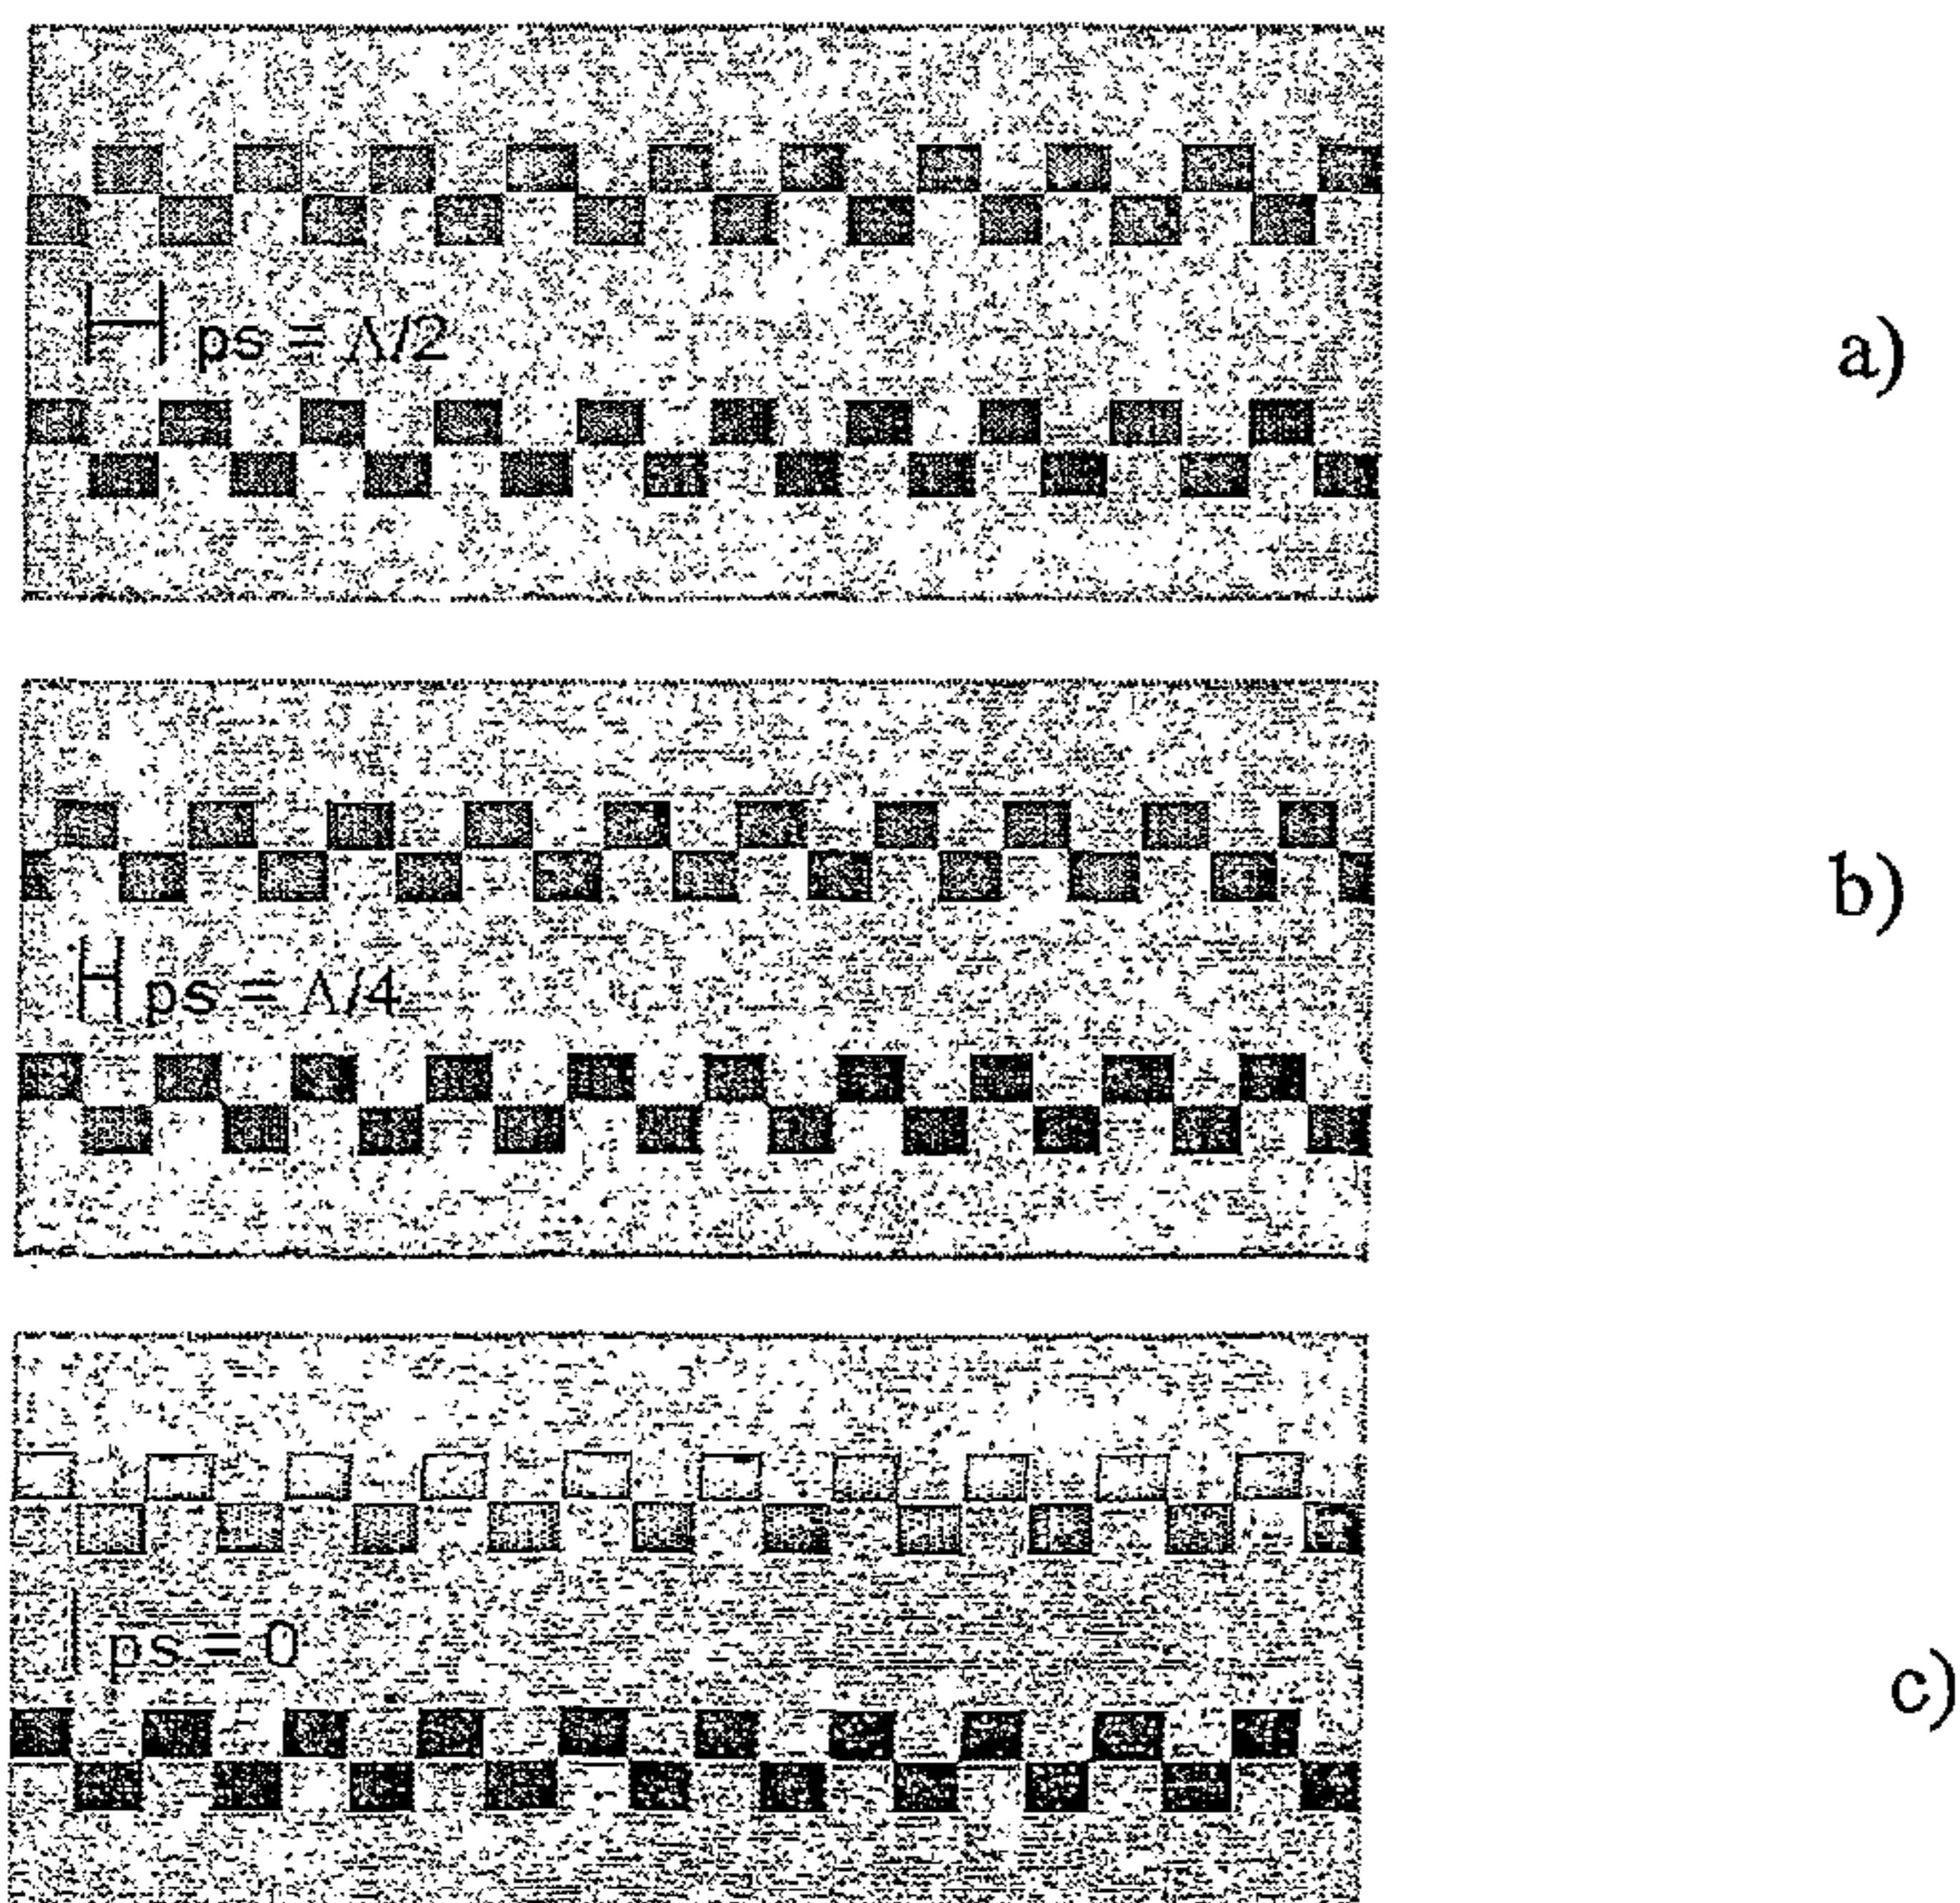 ps = Λ/2
a)
ps = Λ/4
b)
ps = 0
c)